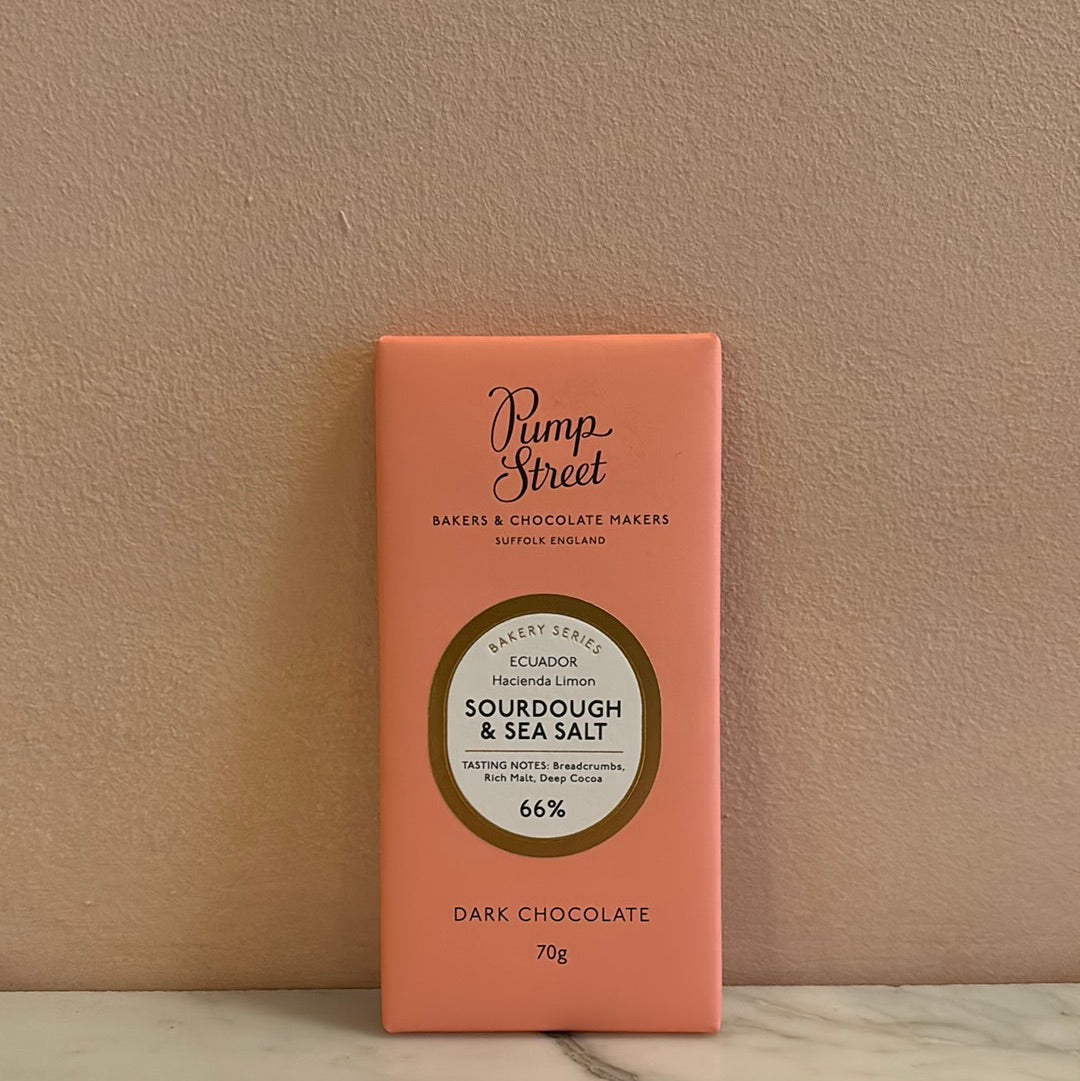 Pump
Street
BAKERS & CHOCOLATE MAKERS
SUFFOLK ENGLAND
BAKERY SERIES
ECUADOR
Hacienda Limon
SOURDOUGH
& SEA SALT
TASTING NOTES: Breadcrumbs,
Rich Malt, Deep Cocoa
66%
DARK CHOCOLATE
70g